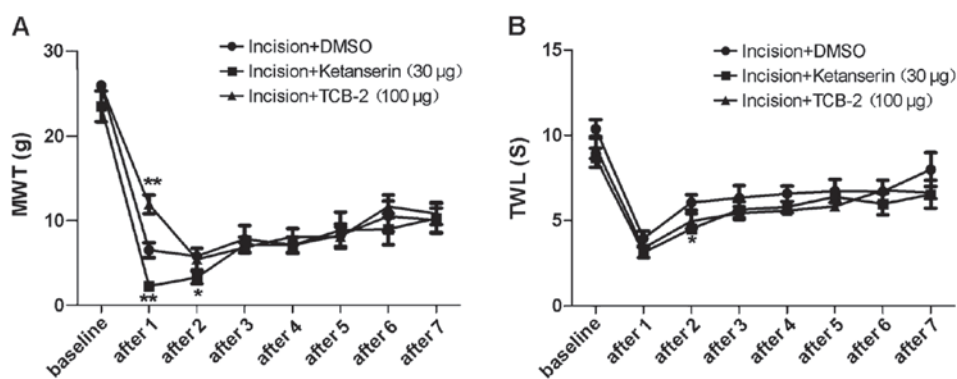 A
Incision+DMSO
Incision+Ketanserin (30 μg)
Incision+TCB-2 (100 μg)
MWT (g)
30
20
10
0
**
**
*
baseline
after 1
after 2
after 3
after 4
after 5
after 6
after 7
B
Incision+DMSO
Incision+Ketanserin (30 μg)
Incision+TCB-2 (100 μg)
TWL (S)
15
10
5
0
*
baseline
after 1
after 2
after 3
after 4
after 5
after 6
after 7